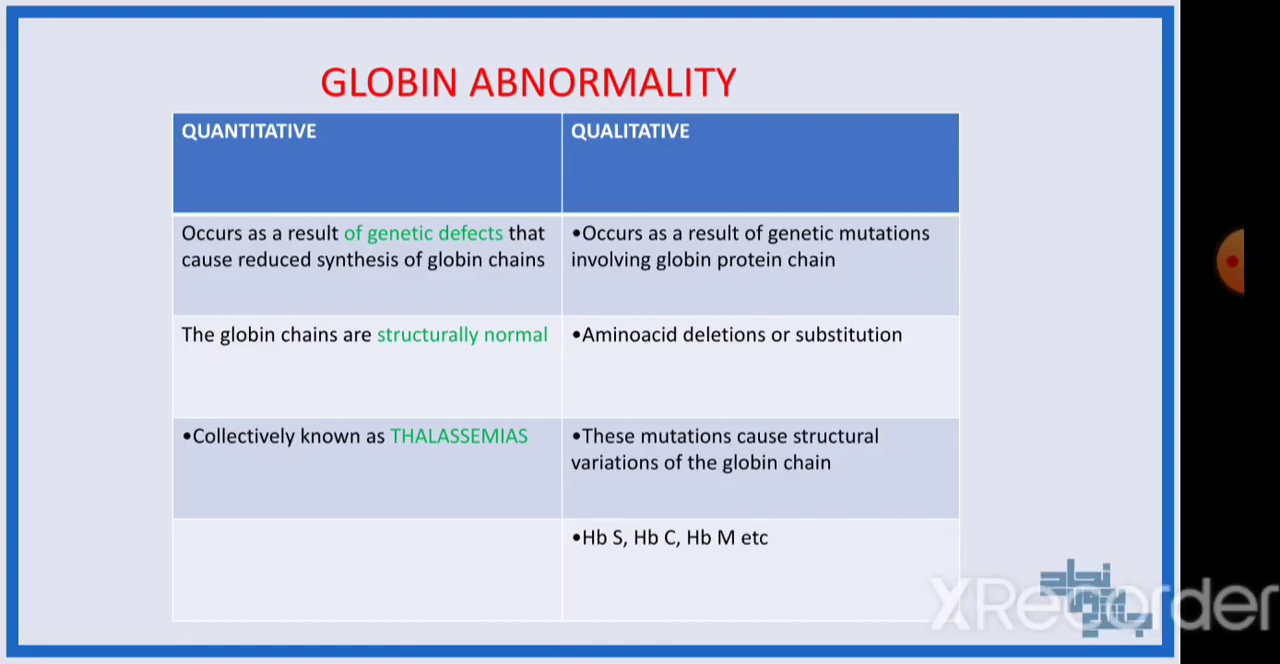 GLOBIN ABNORMALITY
QUANTITATIVE
QUALITATIVE
Occurs as a result of genetic defects that
cause reduced synthesis of globin chains
•Occurs as a result of genetic mutations
involving globin protein chain
The globin chains are structurally normal
•Aminoacid deletions or substitution
•Collectively known as THALASSEMIAS
•These mutations cause structural
variations of the globin chain
•Hb S, Hb C, Hb M etc
XRecorder